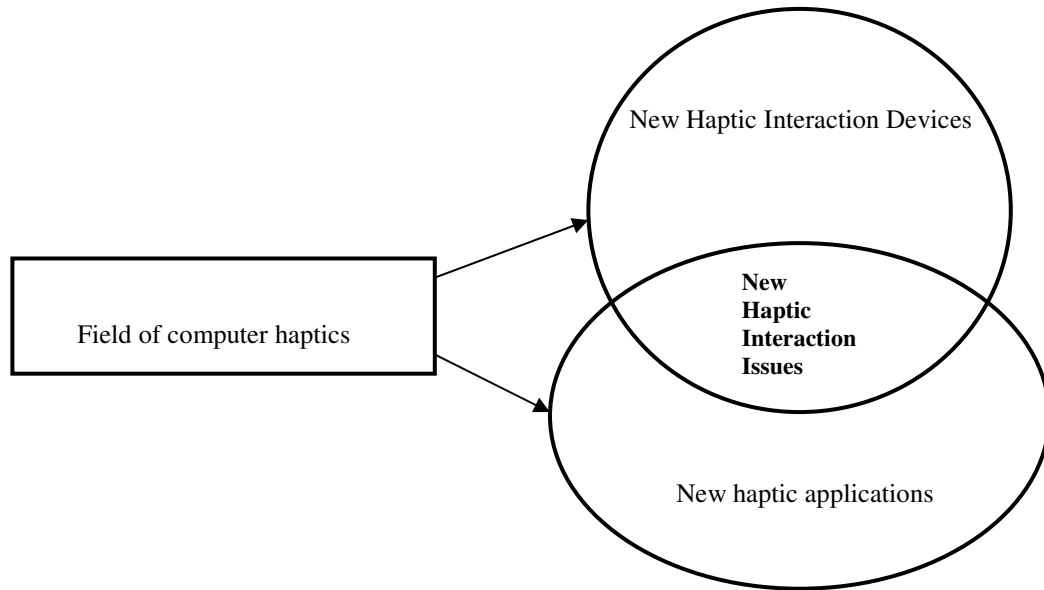 New Haptic Interaction Devices
New
Haptic
Interaction
Issues
Field of computer haptics
New haptic applications